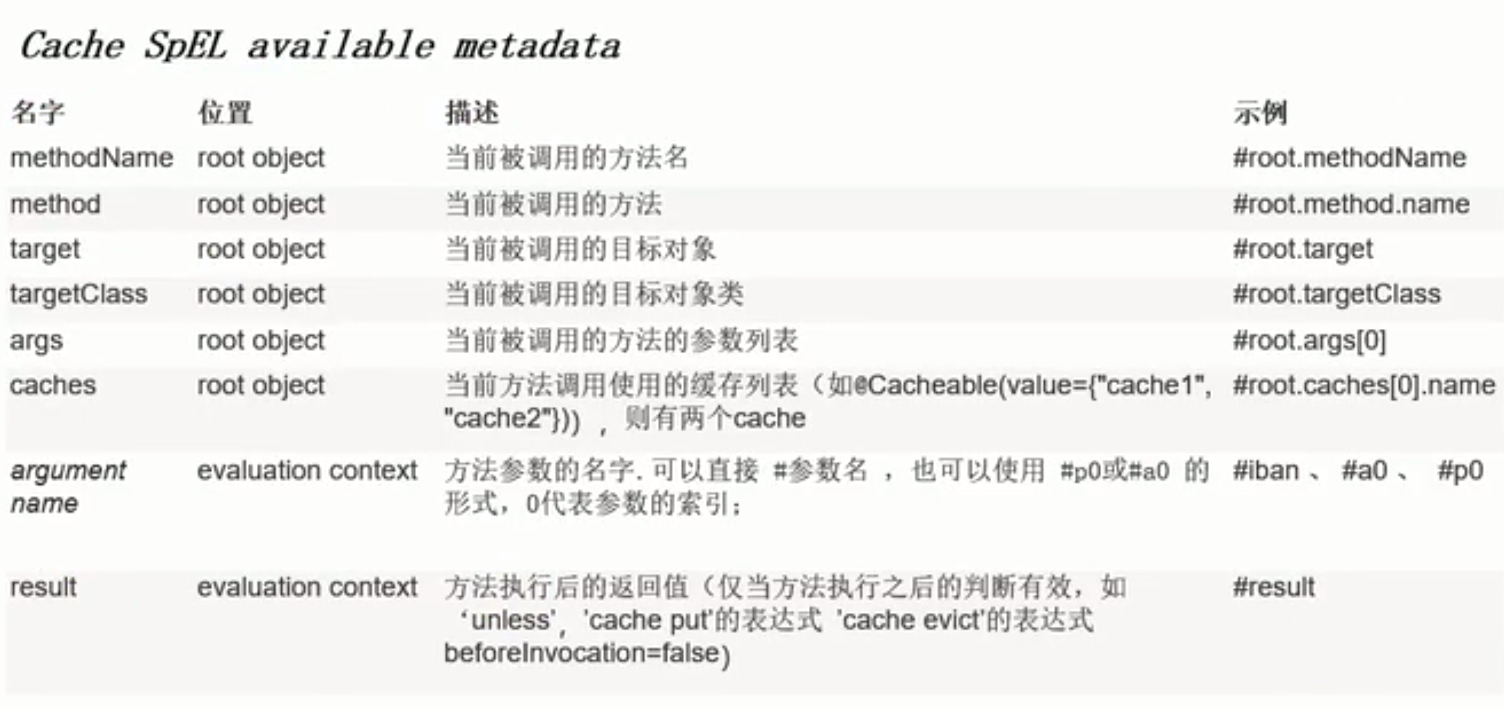 Cache SpEL available metadata
名字 位置 描述 示例
methodName root object 当前被调用的方法名 #root.methodName
method root object 当前被调用的方法 #root.method.name
target root object 当前被调用的目标对象 #root.target
targetClass root object 当前被调用的目标对象类 #root.targetClass
args root object 当前被调用的方法的参数列表 #root.args[0]
caches root object 当前方法调用使用的缓存列表（如@Cacheable(value={"cache1", #root.caches[0].name
"cache2"})) , 则有两个cache
argument evaluation context 方法参数的名字. 可以直接 #参数名 ，也可以使用 #p0或#a0 的 #iban 、 #a0 、 #p0
name 形式，0代表参数的索引；
result evaluation context 方法执行后的返回值（仅当方法执行之后的判断有效，如 #result
‘unless' , 'cache put'的表达式 'cache evict'的表达式
beforeInvocation=false)